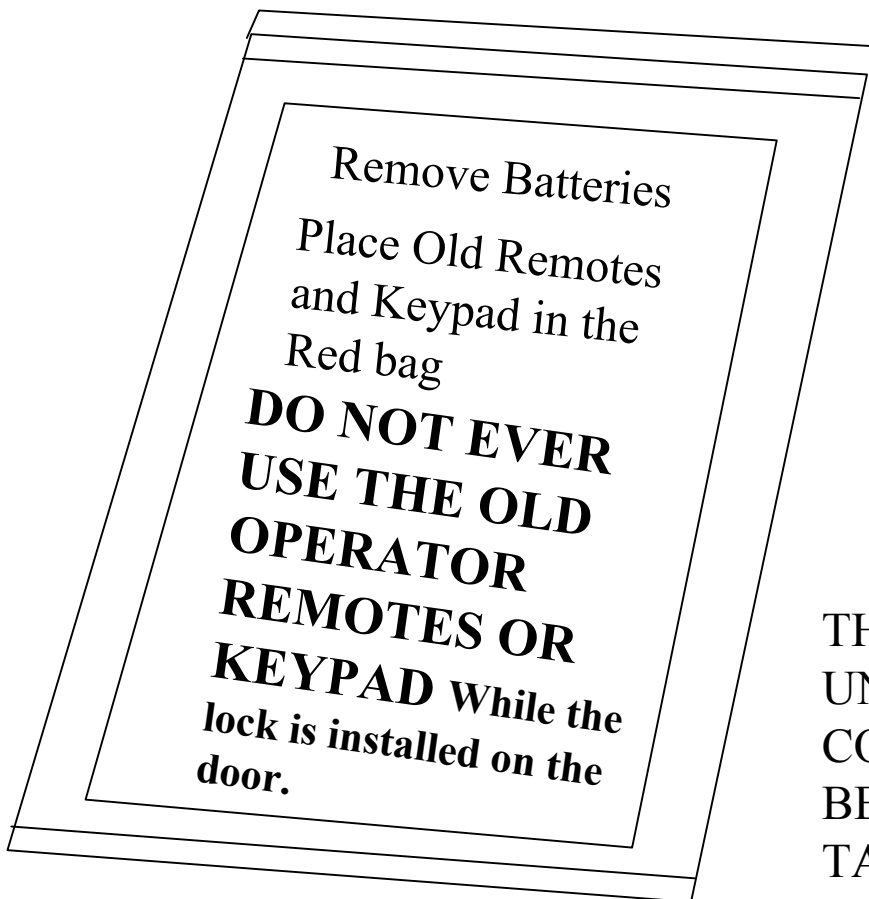 Remove Batteries
Place Old Remotes
and Keypad in the
Red bag
DO NOT EVER
USE THE OLD
OPERATOR
REMOTES OR
KEYPAD While the
lock is installed on the
door.